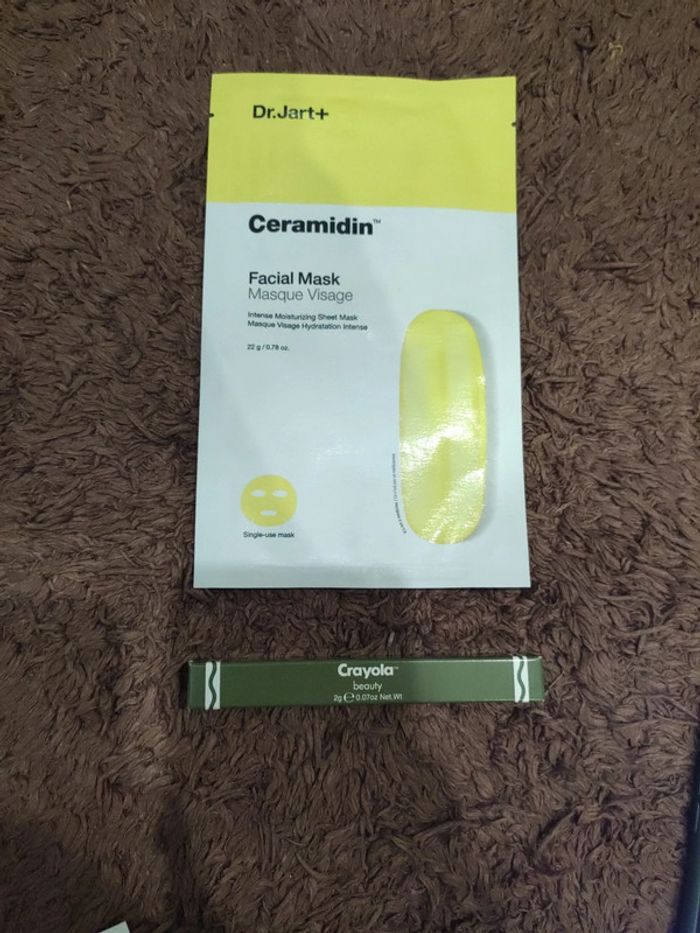 Dr.Jart+
Ceramidin™
Facial Mask
Masque Visage
Intense Moisturizing Sheet Mask
Masque Visage Hydratation Intense
22 g / 0.78 oz.
Single-use mask
Crayola™
beauty
2g ℮ 0.07oz Net.Wt